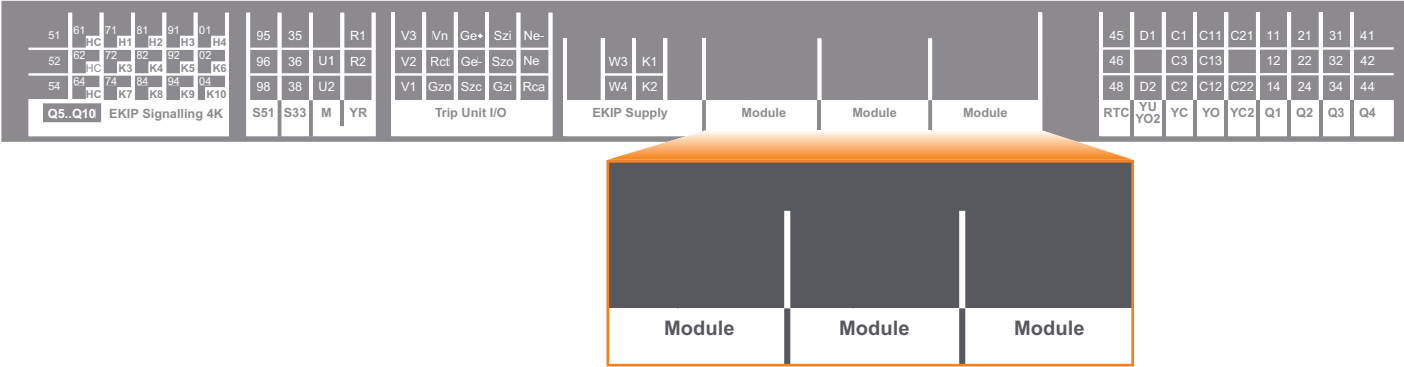 51 61 HC 71 H1 81 H2 91 H3 01 H4 95 35 R1 V3 Vn Ge+ Szi Ne- 45 D1 C1 C11 C21 11 21 31 41
52 62 HC 72 K3 82 K4 92 K5 02 K6 96 36 U1 R2 V2 Rct Ge- Szo Ne W3 K1 46 C3 C13 12 22 32 42
54 64 HC 74 K7 84 K8 94 K9 04 K10 98 38 U2 V1 Gzo Szc Gzi Rca W4 K2 48 D2 C2 C12 C22 14 24 34 44
Q5..Q10 EKIP Signalling 4K S51 S33 M YR Trip Unit I/O EKIP Supply Module Module Module RTC YU YO2 YC YO YC2 Q1 Q2 Q3 Q4
Module Module Module